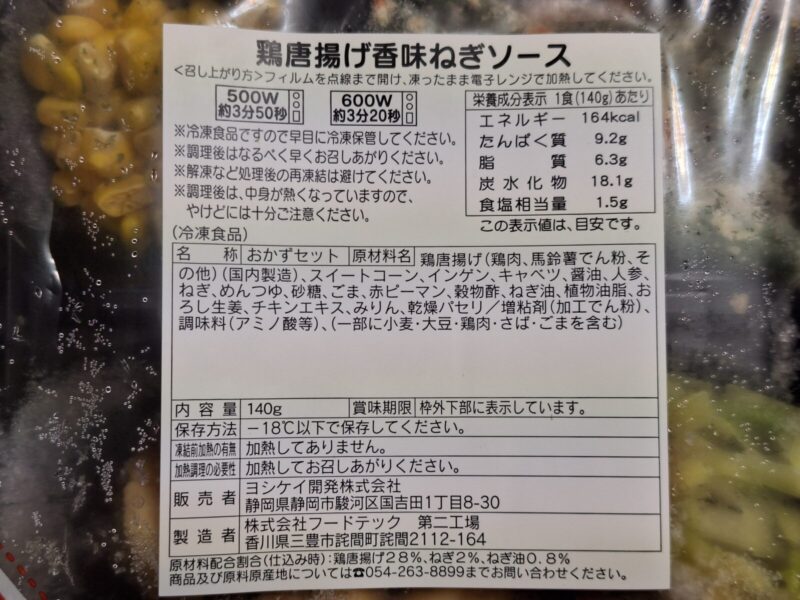 鶏唐揚げ香味ねぎソース
<召し上がり方>フィルムを点線まで開け、凍ったまま電子レンジで加熱してください。
500W 約3分50秒
600W 約3分20秒
※冷凍食品ですので早目に冷凍保管してください。
※調理後はなるべく早くお召しあがりください。
※解凍など処理後の再凍結は避けてください。
※調理後は、中身が熱くなっていますので、
やけどには十分ご注意ください。
栄養成分表示 1食(140g)あたり
エネルギー 164kcal
たんぱく質 9.2g
脂質 6.3g
炭水化物 18.1g
食塩相当量 1.5g
この表示値は、目安です。
(冷凍食品)
名称 おかずセット 原材料名 鶏唐揚げ(鶏肉、馬鈴薯でん粉、そ
の他)(国内製造)、スイートコーン、インゲン、キャベツ、醤油、人参、
ねぎ、めんつゆ、砂糖、ごま、赤ピーマン、穀物酢、ねぎ油、植物油脂、お
ろし生姜、チキンエキス、みりん、乾燥パセリ/増粘剤(加工でん粉)、
調味料(アミノ酸等)、(一部に小麦・大豆・鶏肉・さば・ごまを含む)
内容量 140g 賞味期限 枠外下部に表示しています。
保存方法 −18℃以下で保存してください。
凍結前加熱の有無 加熱してありません。
加熱調理の必要性 加熱してお召しあがりください。
販売者 ヨシケイ開発株式会社
静岡県静岡市駿河区国吉田1丁目8-30
製造者 株式会社フードテック 第二工場
香川県三豊市詫間町詫間2112-164
原材料配合割合(仕込み時):鶏唐揚げ28%、ねぎ2%、ねぎ油0.8%
商品及び原料原産地については☎054-263-8899までお問い合わせください。